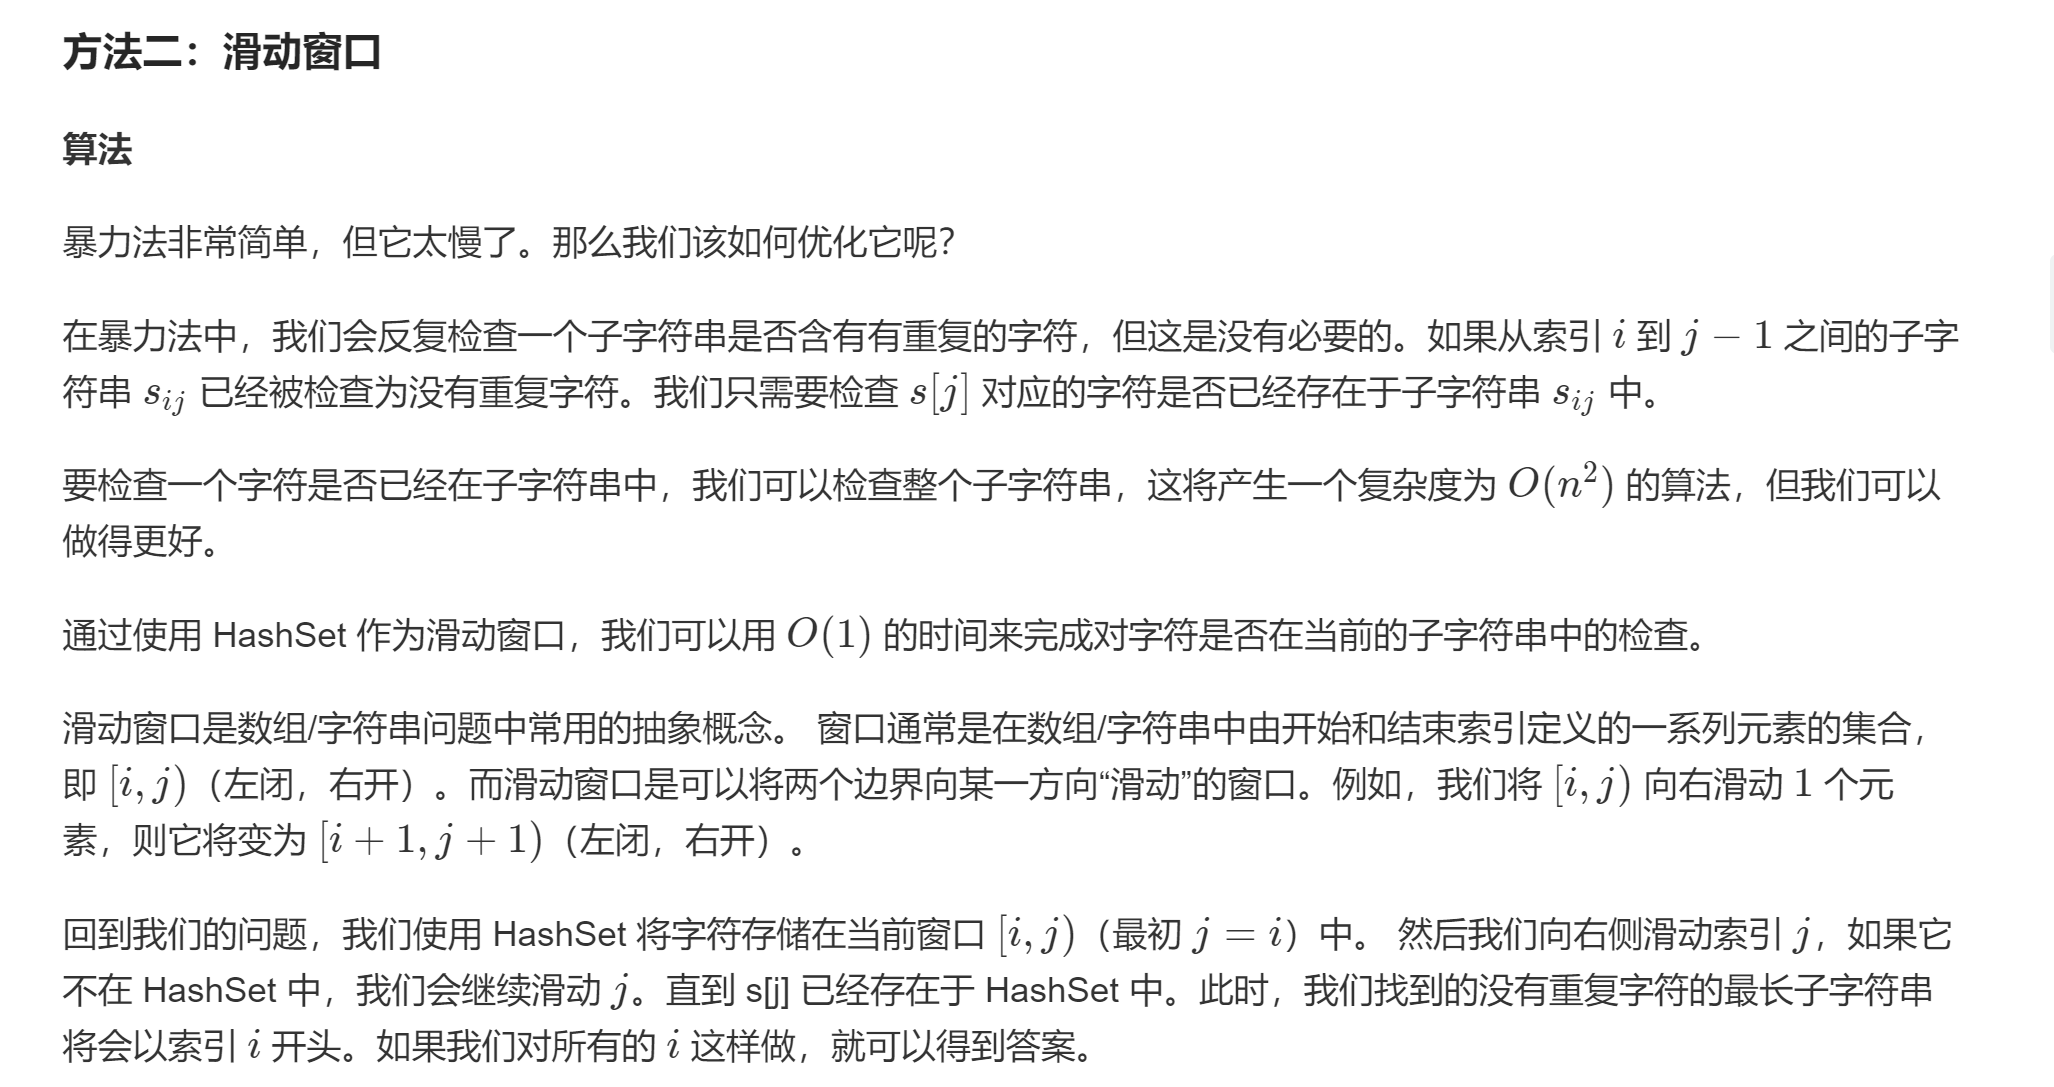 方法二：滑动窗口
算法
暴力法非常简单，但它太慢了。那么我们该如何优化它呢？
在暴力法中，我们会反复检查一个子字符串是否含有有重复的字符，但这是没有必要的。如果从索引 i 到 j − 1 之间的子字
符串 s_{ij} 已经被检查为没有重复字符。我们只需要检查 s[j] 对应的字符是否已经存在于子字符串 s_{ij} 中。
要检查一个字符是否已经在子字符串中，我们可以检查整个子字符串，这将产生一个复杂度为 O(n²) 的算法，但我们可以
做得更好。
通过使用 HashSet 作为滑动窗口，我们可以用 O(1) 的时间来完成对字符是否在当前的子字符串中的检查。
滑动窗口是数组/字符串问题中常用的抽象概念。 窗口通常是在数组/字符串中由开始和结束索引定义的一系列元素的集合，
即 [i, j)（左闭，右开）。而滑动窗口是可以将两个边界向某一方向“滑动”的窗口。例如，我们将 [i, j) 向右滑动 1 个元
素，则它将变为 [i + 1, j + 1)（左闭，右开）。
回到我们的问题，我们使用 HashSet 将字符存储在当前窗口 [i, j)（最初 j = i）中。 然后我们向右侧滑动索引 j，如果它
不在 HashSet 中，我们会继续滑动 j。直到 s[j] 已经存在于 HashSet 中。此时，我们找到的没有重复字符的最长子字符串
将会以索引 i 开头。如果我们对所有的 i 这样做，就可以得到答案。